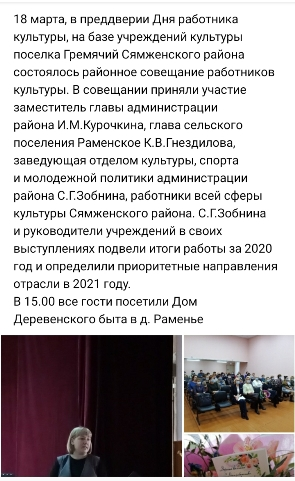 18 марта, в преддверии Дня работника
культуры, на базе учреждений культуры
поселка Гремячий Сямженского района
состоялось районное совещание работников
культуры. В совещании приняли участие
заместитель главы администрации
района И.М.Курочкина, глава сельского
поселения Раменское К.В.Гнездилова,
заведующая отделом культуры, спорта
и молодежной политики администрации
района С.Г.Зобнина, работники всей сферы
культуры Сямженского района. С.Г.Зобнина
и руководители учреждений в своих
выступлениях подвели итоги работы за 2020
год и определили приоритетные направления
отрасли в 2021 году.
В 15.00 все гости посетили Дом
Деревенского быта в д. Раменье